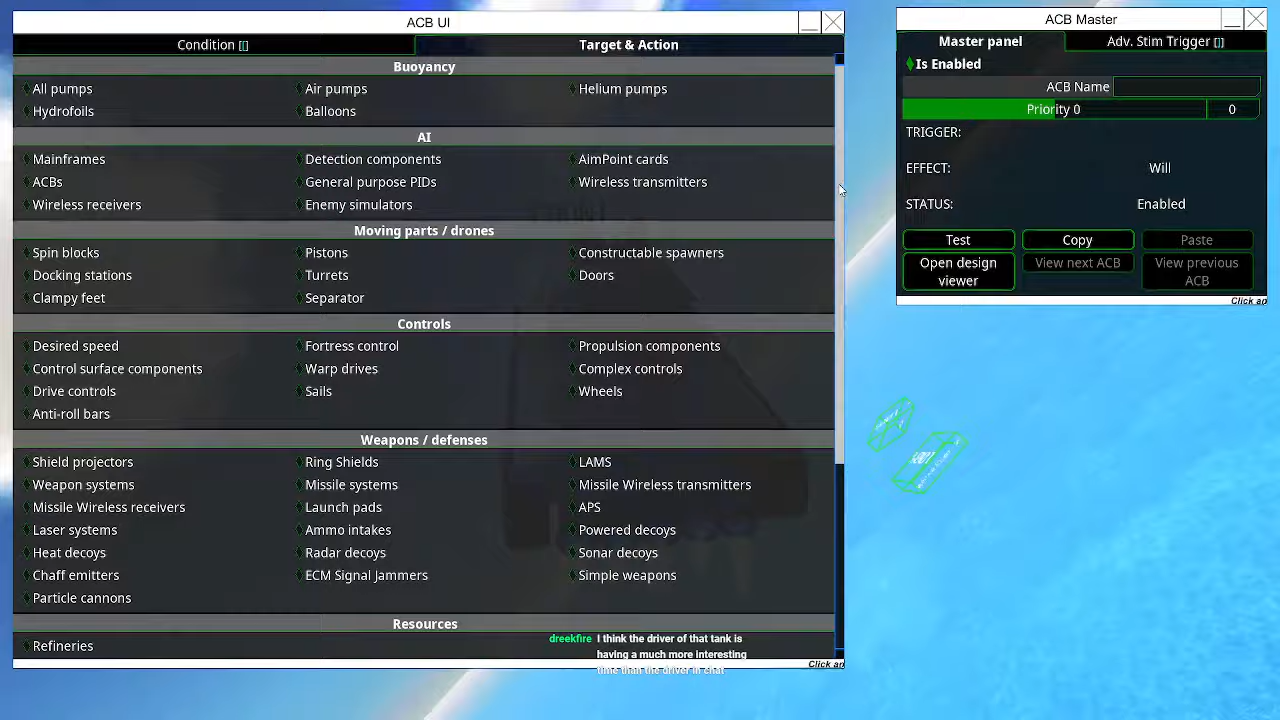 ACB UI
Condition []
Target & Action
Buoyancy
All pumps
Air pumps
Helium pumps
Hydrofoils
Balloons
AI
Mainframes
Detection components
AimPoint cards
ACBs
General purpose PIDs
Wireless transmitters
Wireless receivers
Enemy simulators
Moving parts / drones
Spin blocks
Pistons
Constructable spawners
Docking stations
Turrets
Doors
Clampy feet
Separator
Controls
Desired speed
Fortress control
Propulsion components
Control surface components
Warp drives
Complex controls
Drive controls
Sails
Wheels
Anti-roll bars
Weapons / defenses
Shield projectors
Ring Shields
LAMS
Weapon systems
Missile systems
Missile Wireless transmitters
Missile Wireless receivers
Launch pads
APS
Laser systems
Ammo intakes
Powered decoys
Heat decoys
Radar decoys
Sonar decoys
Chaff emitters
ECM Signal Jammers
Simple weapons
Particle cannons
Resources
Refineries
dreekfire I think the driver of that tank is
having a much more interesting
time than the driver in chat
Click ap
ACB Master
Master panel
Adv. Stim Trigger []
Is Enabled
ACB Name
Priority 0
0
TRIGGER:
EFFECT:
Will
STATUS:
Enabled
Test
Copy
Paste
Open design
viewer
View next ACB
View previous
ACB
Click ap